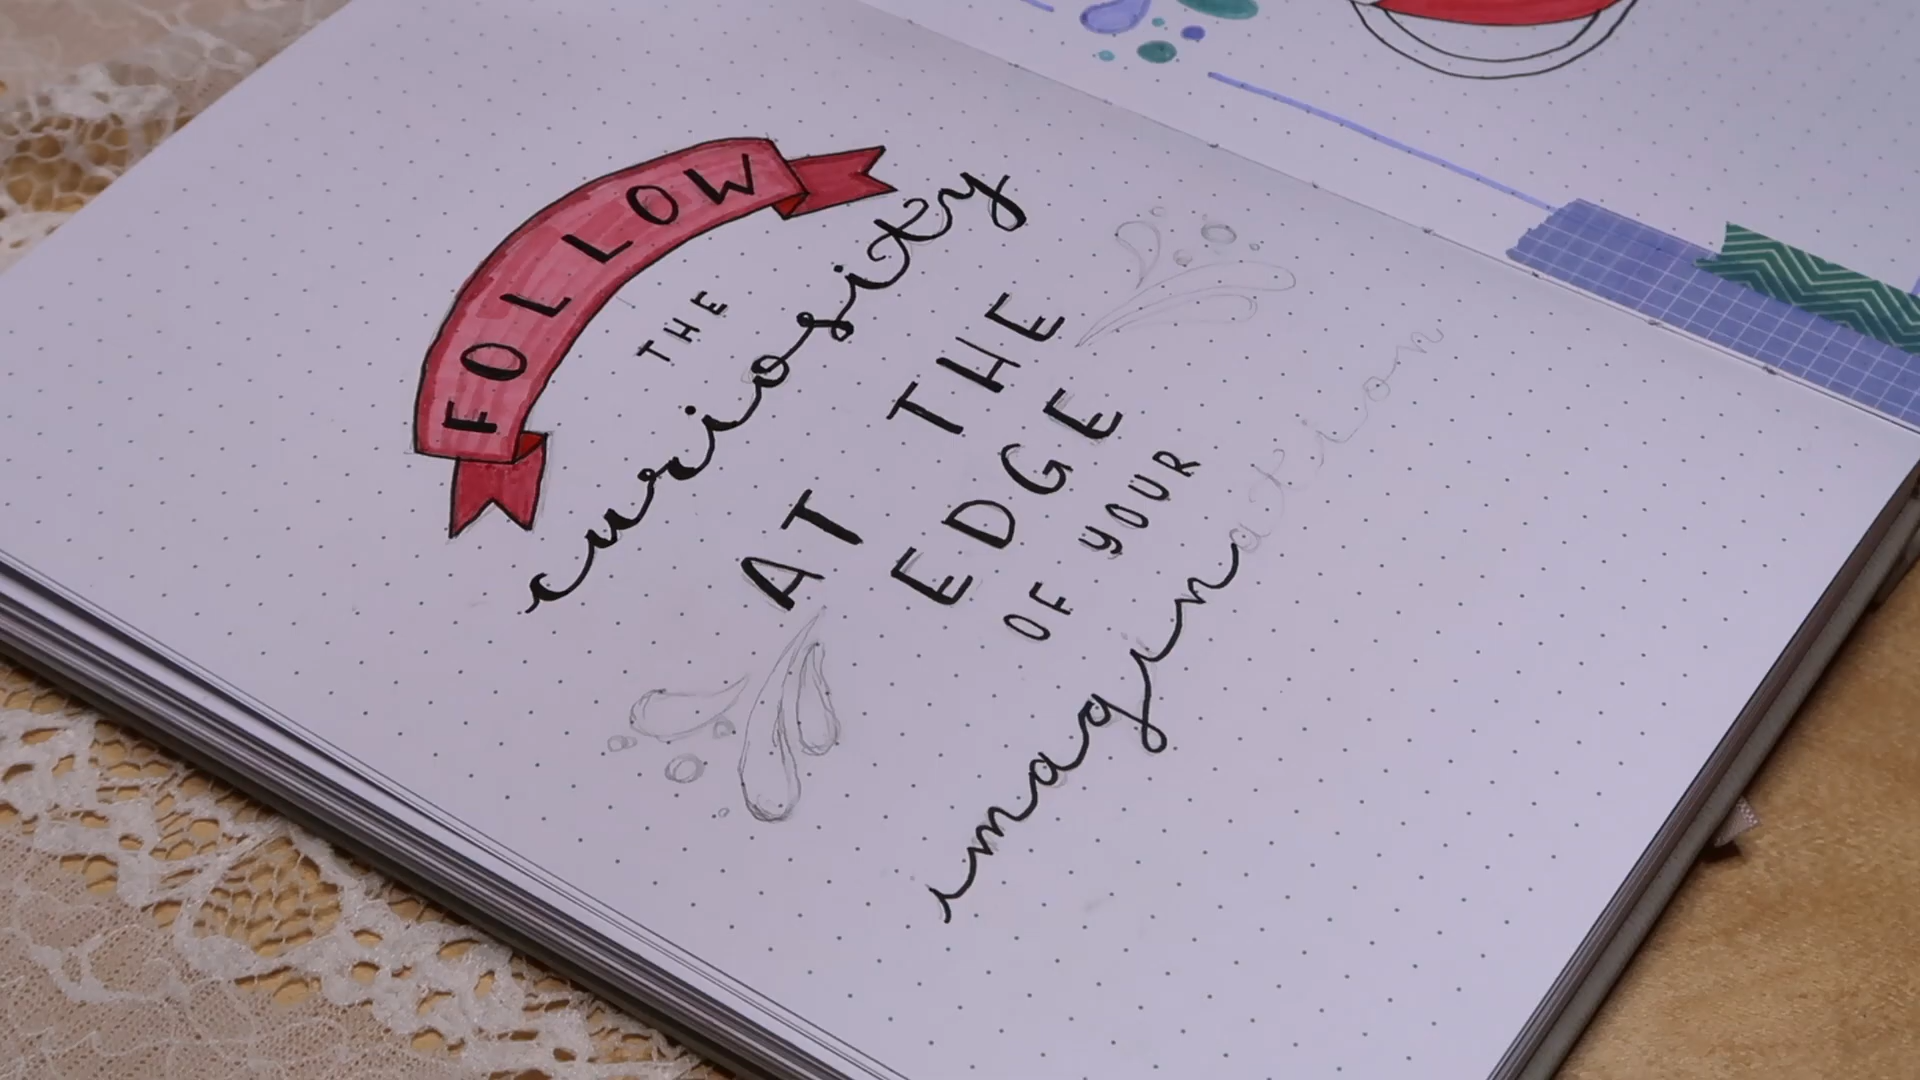 FOLLOW
THE
curiosity
AT THE
EDGE
OF YOUR
imagination